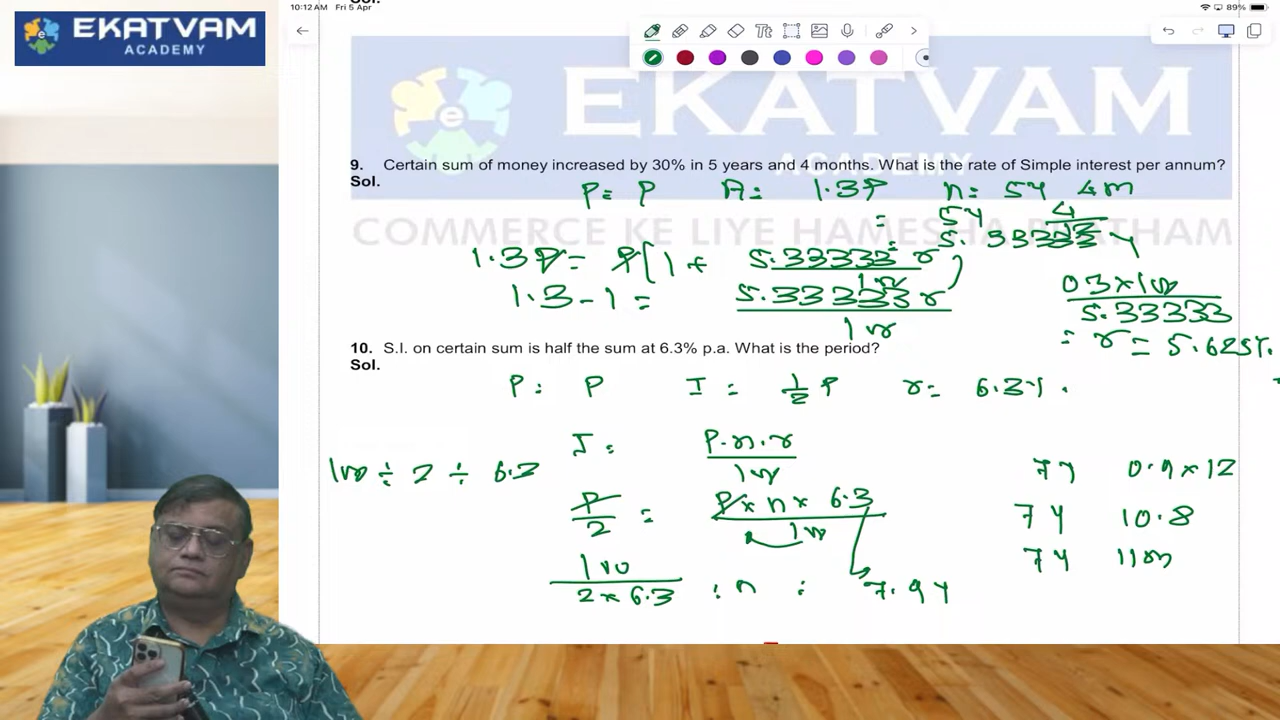 10:12 AM Fri 5 Apr
89%
EKATVAM
ACADEMY
Sol.
EKATVAM
ACADEMY
COMMERCE KE LIYE HAMESHA PRATHAM
9. Certain sum of money increased by 30% in 5 years and 4 months. What is the rate of Simple interest per annum?
Sol.
P = P A = 1.3P n = 5Y 4m
= 5Y 4/12
= 5.33333 Y
1.3P = P(1 + 5.33333 r/100)
1.3 - 1 = 5.33333 r/100
0.3 × 100/5.33333
= r = 5.625%.
10. S.I. on certain sum is half the sum at 6.3% p.a. What is the period?
Sol.
P = P I = 1/2 P r = 6.3%.
I = P.n.r/100
100 ÷ 2 ÷ 6.3
P/2 = P × n × 6.3/100
100/2 × 6.3 = n = 7.9 Y
7Y 0.9 × 12
7Y 10.8
7Y 11m